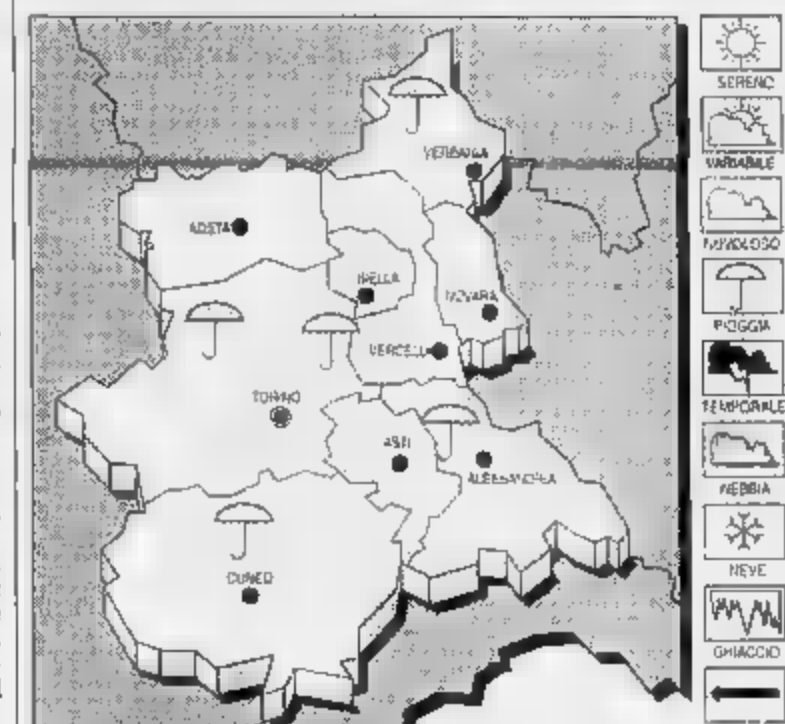 VERBANIA
AOSTA
BIELLA
NOVARA
VERCELLI
TORINO
ASTI
ALESSANDRIA
CUNEO
SERENO
VARIABILE
NUVOLOSO
PIOGGIA
TEMPORALE
NEBBIA
NEVE
GHIACCIO